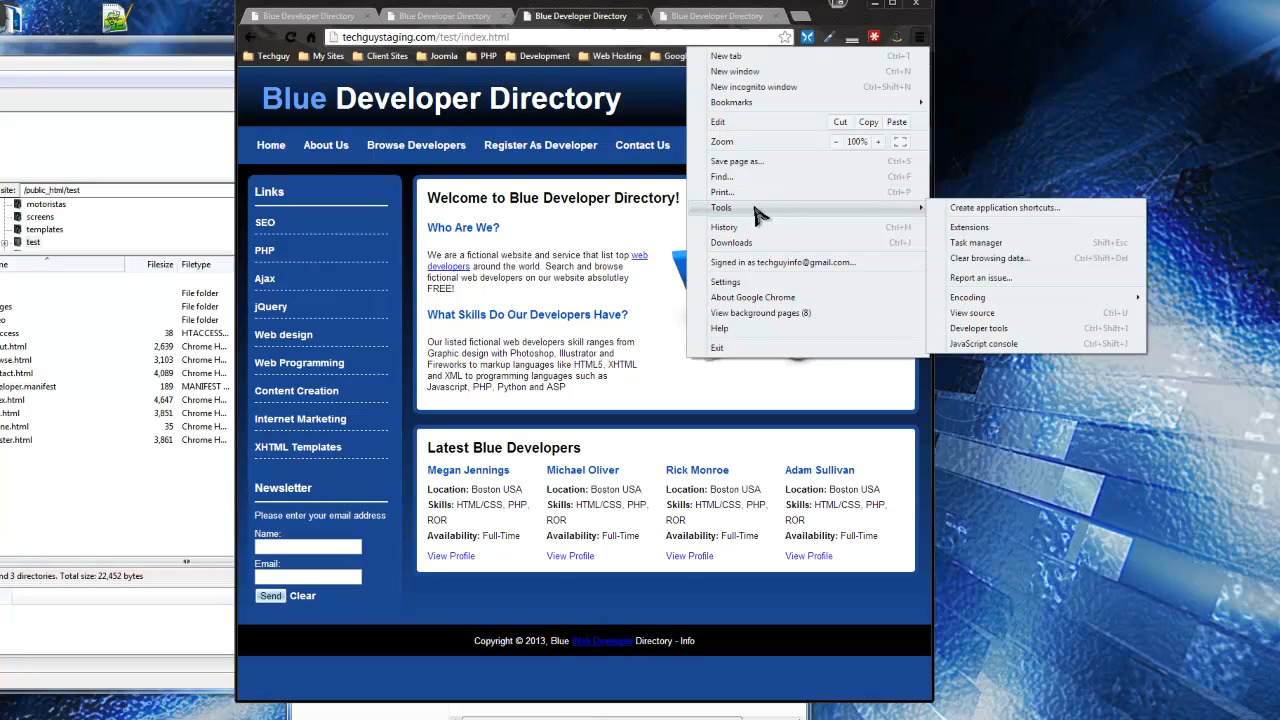 Blue Developer Directory
Blue Developer Directory
Blue Developer Directory
Blue Developer Directory
techguystaging.com/test/index.html
Techguy
My Sites
Client Sites
Joomla
PHP
Development
Web Hosting
Blue Developer Directory
Home
About Us
Browse Developers
Register As Developer
Contact Us
Links
SEO
PHP
Ajax
jQuery
Web design
Web Programming
Content Creation
Internet Marketing
XHTML Templates
Newsletter
Please enter your email address
Name:
Email:
Send
Clear
Welcome to Blue Developer Directory!
Who Are We?
We are a fictional website and service that list top web
developers around the world. Search and browse
fictional web developers on our website absolutley
FREE!
What Skills Do Our Developers Have?
Our listed fictional web developers skill ranges from
Graphic design with Photoshop, Illustrator and
Fireworks to markup languages like HTML5, XHTML
and XML to programming languages such as
Javascript, PHP, Python and ASP
Latest Blue Developers
Megan Jennings
Location: Boston USA
Skills: HTML/CSS, PHP,
ROR
Availability: Full-Time
View Profile
Michael Oliver
Location: Boston USA
Skills: HTML/CSS, PHP,
ROR
Availability: Full-Time
View Profile
Rick Monroe
Location: Boston USA
Skills: HTML/CSS, PHP,
ROR
Availability: Full-Time
View Profile
Adam Sullivan
Location: Boston USA
Skills: HTML/CSS, PHP,
ROR
Availability: Full-Time
View Profile
Copyright © 2013, Blue Web Developer Directory - Info
New tab Ctrl+T
New window Ctrl+N
New incognito window Ctrl+Shift+N
Bookmarks
Edit Cut Copy Paste
Zoom - 100% +
Save page as... Ctrl+S
Find... Ctrl+F
Print... Ctrl+P
Tools
History Ctrl+H
Downloads Ctrl+J
Signed in as techguyinfo@gmail.com...
Settings
About Google Chrome
View background pages (8)
Help
Exit
Create application shortcuts...
Extensions
Task manager Shift+Esc
Clear browsing data... Ctrl+Shift+Del
Report an issue...
Encoding
View source Ctrl+U
Developer tools Ctrl+Shift+I
JavaScript console Ctrl+Shift+J
site: /public_html/test
motoristas
screens
templates
test
Filesize Filetype
File folder
File folder
File folder
38 HTACCESS
2,639 Chrome H...
3,103 Chrome H...
4,089 Chrome H...
189 MANIFEST
4,647 Chrome H...
3,851 Chrome H...
35 Chrome H...
3,861 Chrome H...
3 directories. Total size: 22,452 bytes